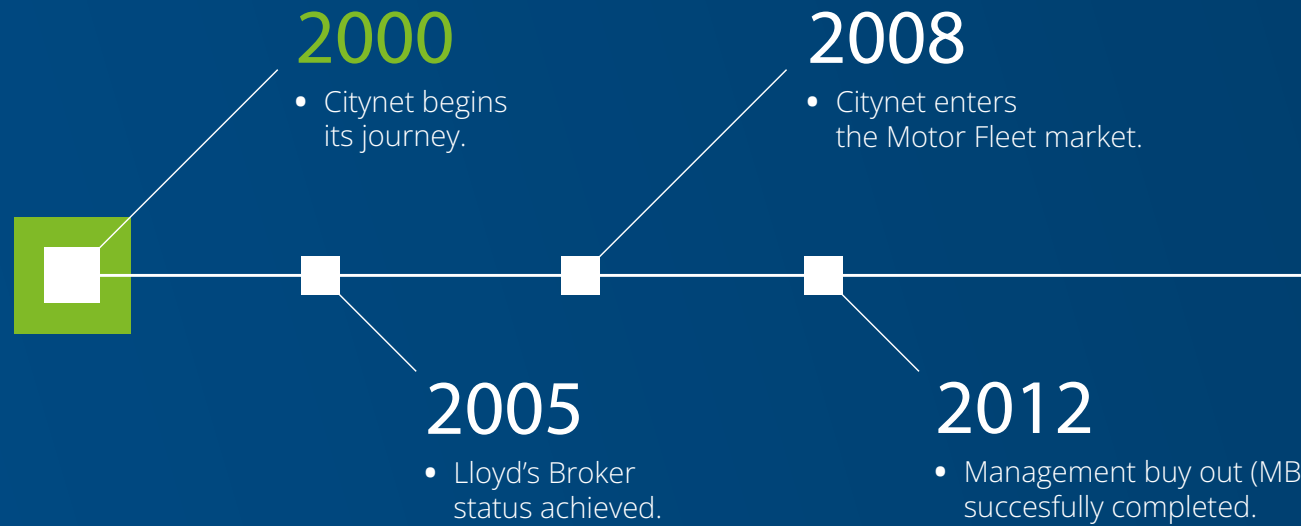 2000
• Citynet begins
its journey.
2008
• Citynet enters
the Motor Fleet market.
2005
• Lloyd's Broker
status achieved.
2012
• Management buy out (MB
succesfully completed.